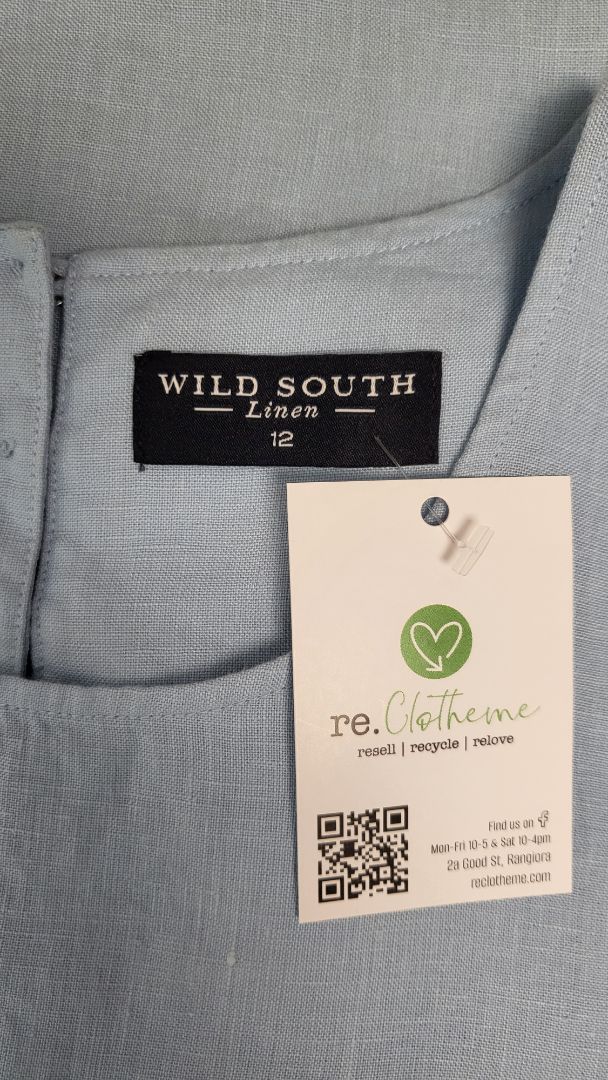 WILD SOUTH
Linen
12
re.Clotheme
resell | recycle | relove
Find us on f
Mon-Fri 10-5 & Sat 10-4pm
2a Good St, Rangiora
reclotheme.com